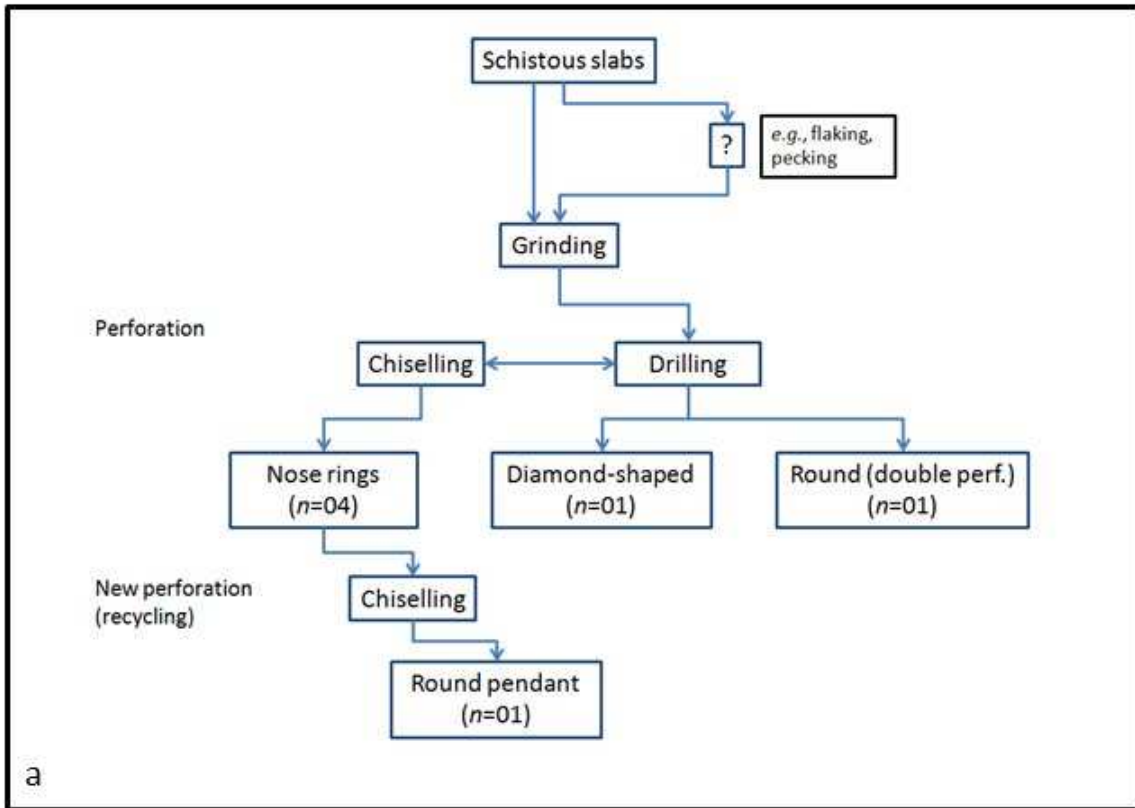 Schistous slabs
?
e.g., flaking,
pecking
Grinding
Perforation
Chiselling
Drilling
Nose rings
(n=04)
Diamond-shaped
(n=01)
Round (double perf.)
(n=01)
New perforation
(recycling)
Chiselling
Round pendant
(n=01)
a